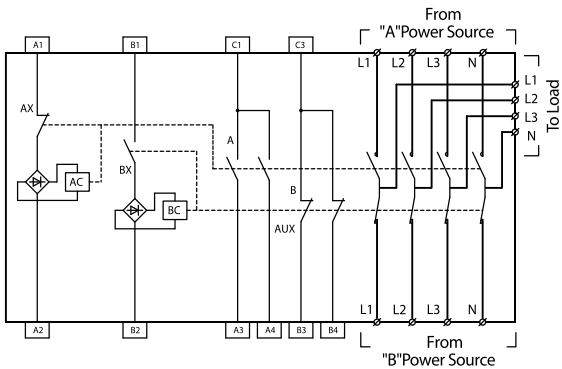 From
"A"Power Source
A1
B1
C1
C3
L1
L2
L3
N
L1
L2
L3
N
To Load
AX
A
BX
AC
BC
B
AUX
L1
L2
L3
N
A2
B2
A3
A4
B3
B4
From
"B"Power Source